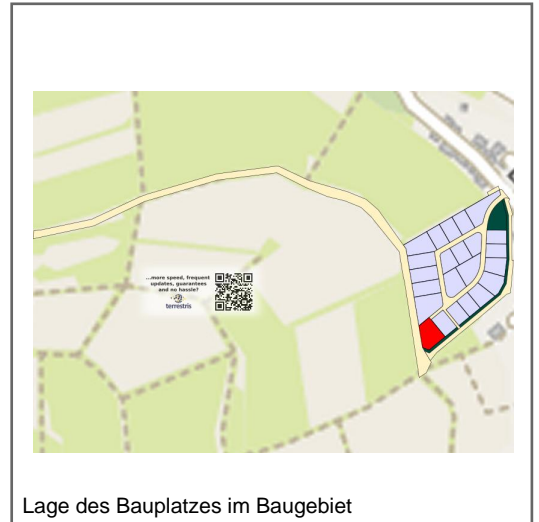 ...more speed, frequent
updates, guarantees
and no hassle?
terrestris
Lage des Bauplatzes im Baugebiet